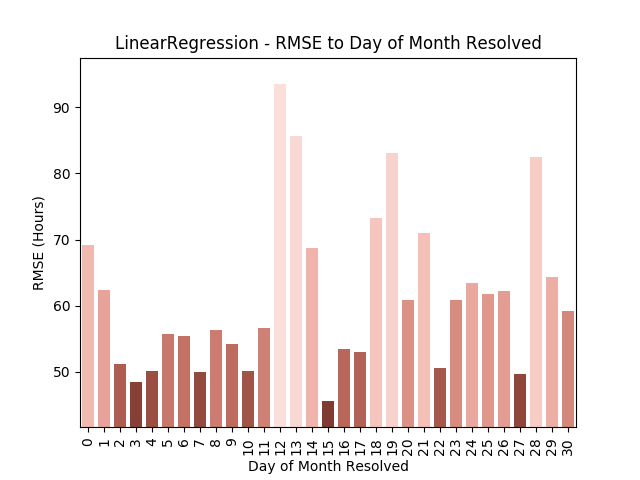 LinearRegression - RMSE to Day of Month Resolved
RMSE (Hours)
90
80
70
60
50
0 1 2 3 4 5 6 7 8 9 10 11 12 13 14 15 16 17 18 19 20 21 22 23 24 25 26 27 28 29 30
Day of Month Resolved